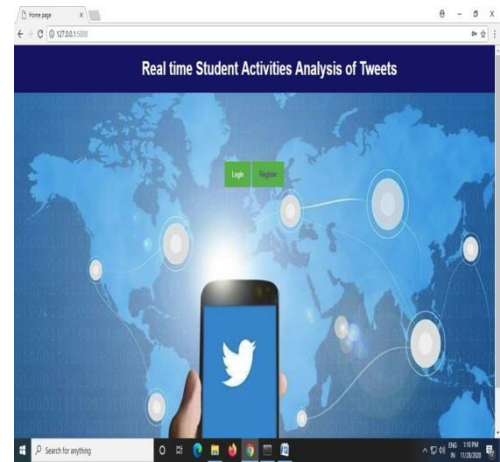 Home page
127.0.0.1:5000
Real time Student Activities Analysis of Tweets
Login Register
Search for anything
ENG 1:10 PM
IN 11/28/2020